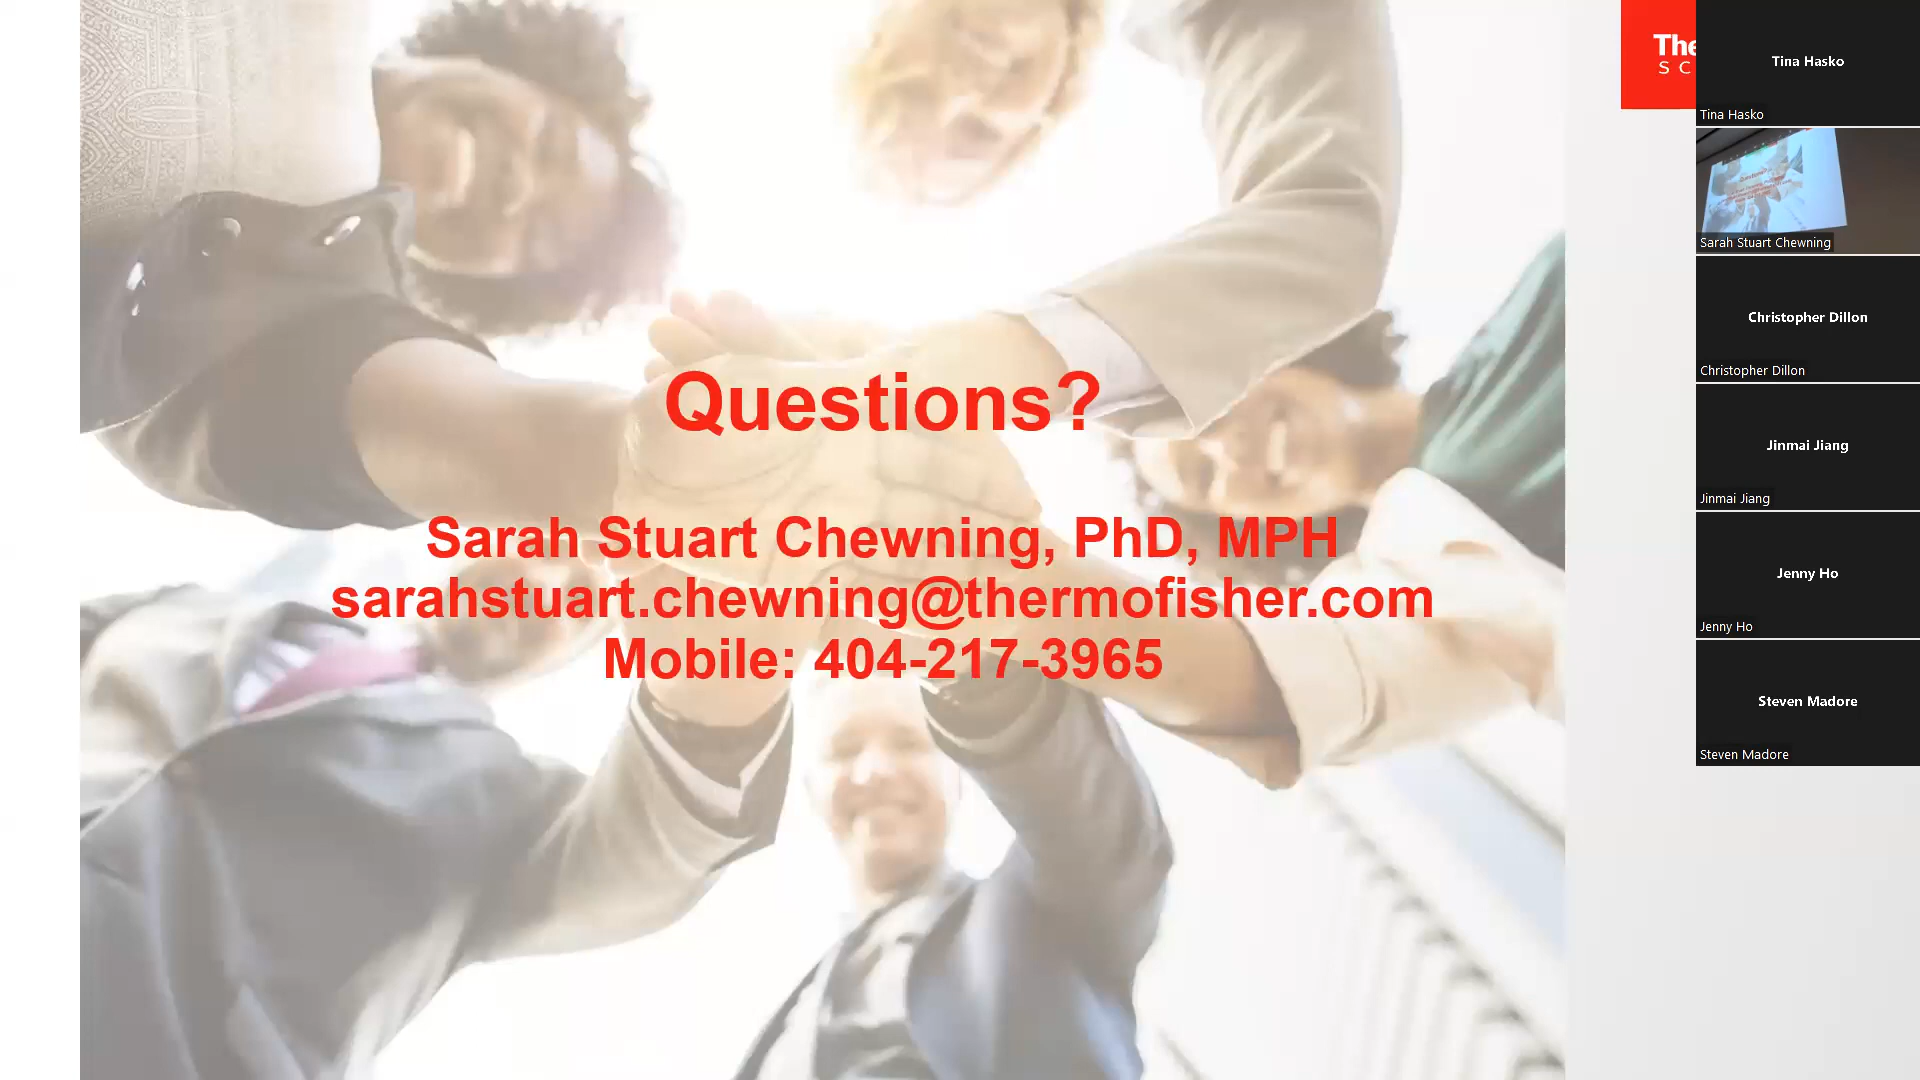 Questions?
Sarah Stuart Chewning, PhD, MPH
sarahstuart.chewning@thermofisher.com
Mobile: 404-217-3965
The
SC
Tina Hasko
Tina Hasko
Questions?
Sarah Stuart Chewning
Christopher Dillon
Christopher Dillon
Jinmai Jiang
Jinmai Jiang
Jenny Ho
Jenny Ho
Steven Madore
Steven Madore